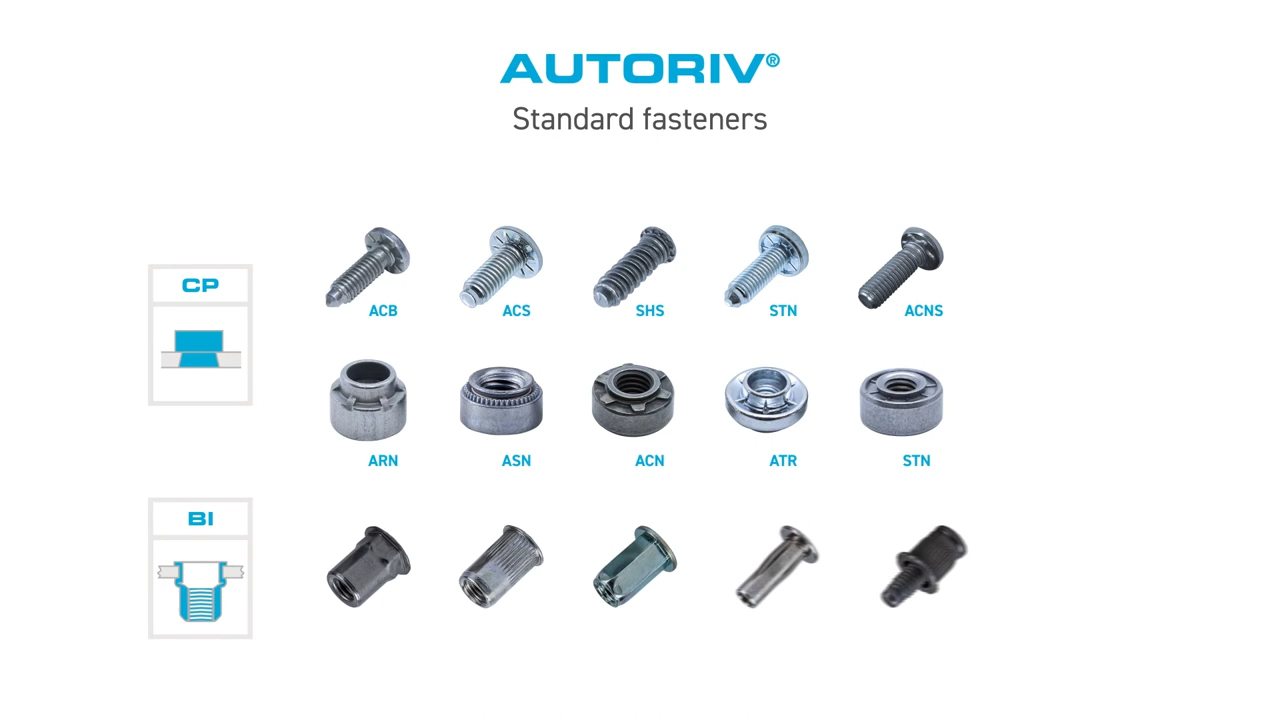 AUTORIV®
Standard fasteners
CP
ACB
ACS
SHS
STN
ACNS
ARN
ASN
ACN
ATR
STN
BI